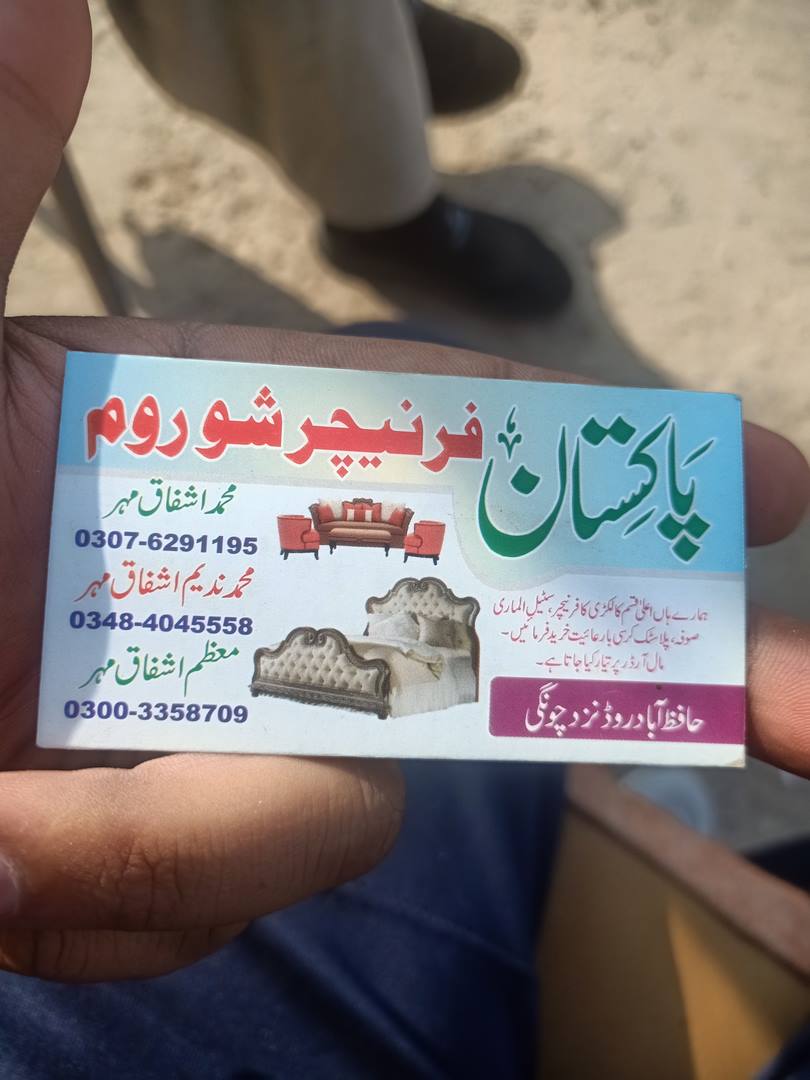 پاکستان فرنیچر شو روم
محمد اشفاق مہر
0307-6291195
محمد ندیم اشفاق مہر
0348-4045558
معظم اشفاق مہر
0300-3358709
ہمارے ہاں اعلیٰ قسم کا لکڑی کا فرنیچر، سٹیل الماری
صوفہ، پلاسٹک کرسی بارعائیت خرید فرمائیں۔
مال آرڈر پر تیار کیا جاتا ہے۔
حافظ آباد روڈ نزد چونگی